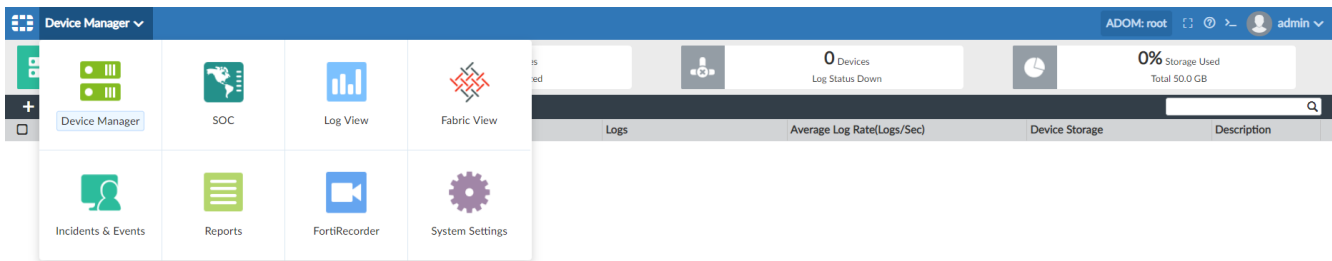 Device Manager
ADOM: root
admin
0 Devices
Log Status Down
0% Storage Used
Total 50.0 GB
Device Manager
SOC
Log View
Fabric View
Logs
Average Log Rate(Logs/Sec)
Device Storage
Description
Incidents & Events
Reports
FortiRecorder
System Settings